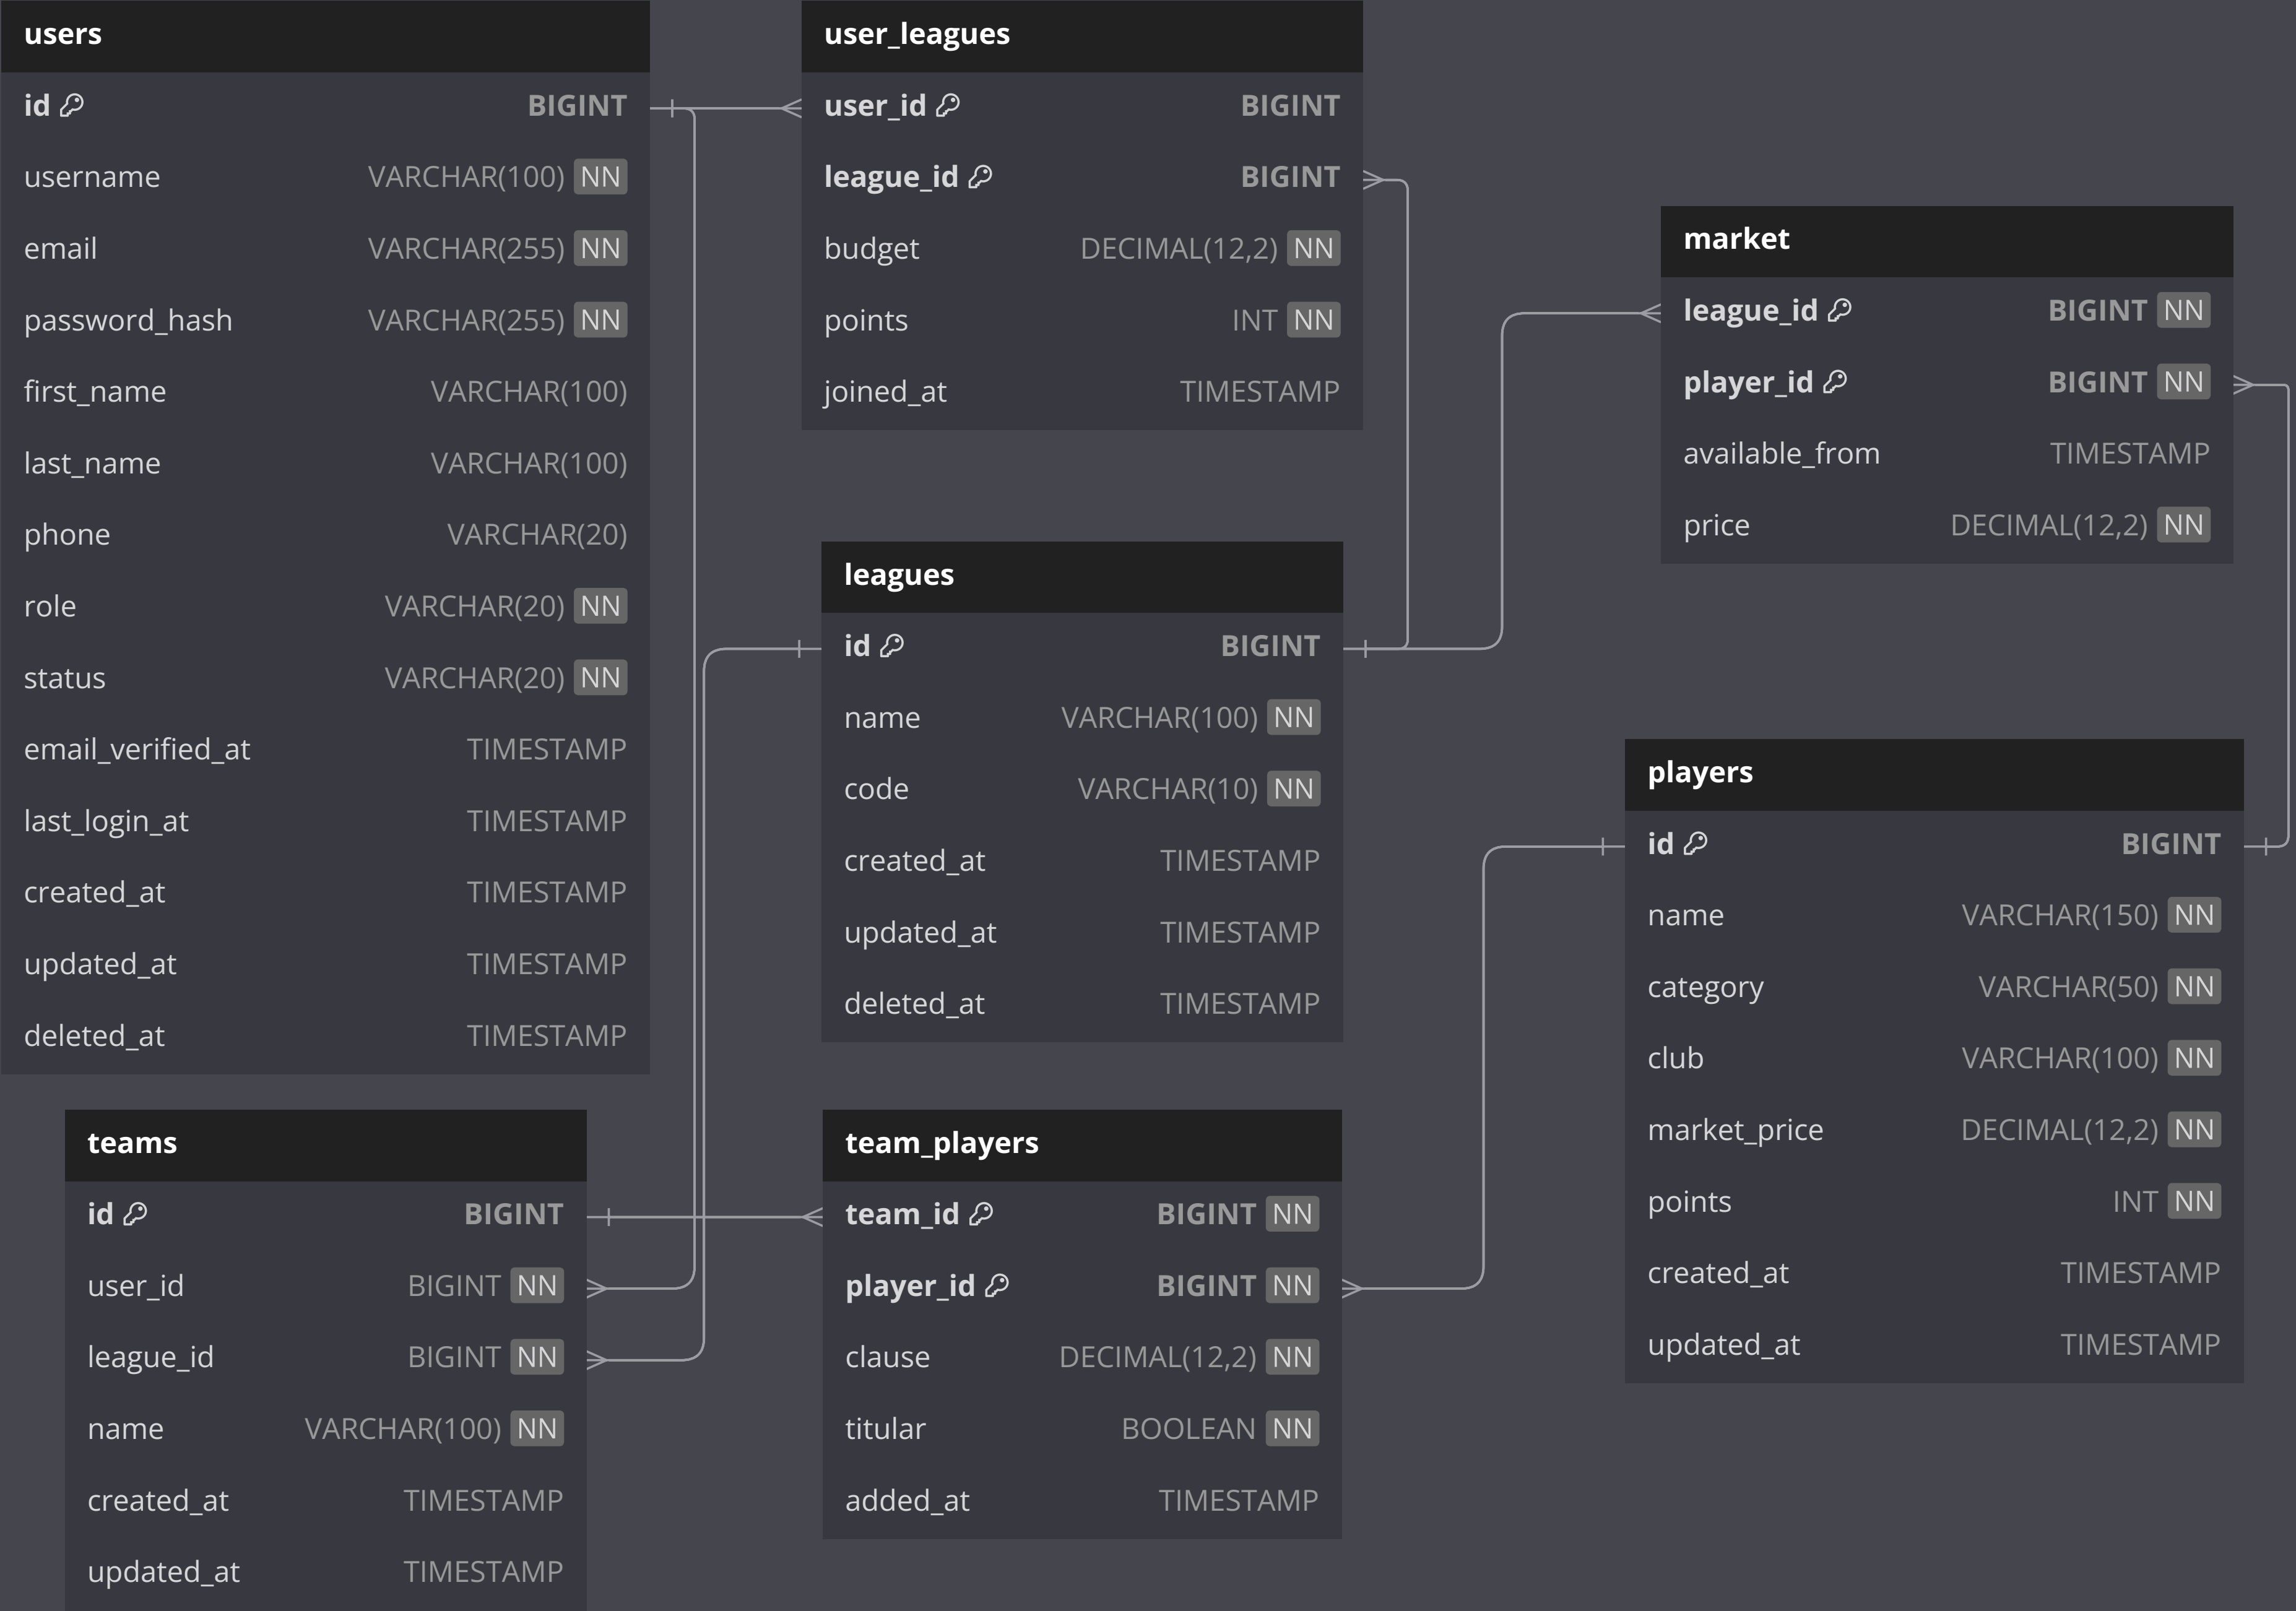 users
id BIGINT
username VARCHAR(100) NN
email VARCHAR(255) NN
password_hash VARCHAR(255) NN
first_name VARCHAR(100)
last_name VARCHAR(100)
phone VARCHAR(20)
role VARCHAR(20) NN
status VARCHAR(20) NN
email_verified_at TIMESTAMP
last_login_at TIMESTAMP
created_at TIMESTAMP
updated_at TIMESTAMP
deleted_at TIMESTAMP
user_leagues
user_id BIGINT
league_id BIGINT
budget DECIMAL(12,2) NN
points INT NN
joined_at TIMESTAMP
market
league_id BIGINT NN
player_id BIGINT NN
available_from TIMESTAMP
price DECIMAL(12,2) NN
leagues
id BIGINT
name VARCHAR(100) NN
code VARCHAR(10) NN
created_at TIMESTAMP
updated_at TIMESTAMP
deleted_at TIMESTAMP
players
id BIGINT
name VARCHAR(150) NN
category VARCHAR(50) NN
club VARCHAR(100) NN
market_price DECIMAL(12,2) NN
points INT NN
created_at TIMESTAMP
updated_at TIMESTAMP
teams
id BIGINT
user_id BIGINT NN
league_id BIGINT NN
name VARCHAR(100) NN
created_at TIMESTAMP
updated_at TIMESTAMP
team_players
team_id BIGINT NN
player_id BIGINT NN
clause DECIMAL(12,2) NN
titular BOOLEAN NN
added_at TIMESTAMP